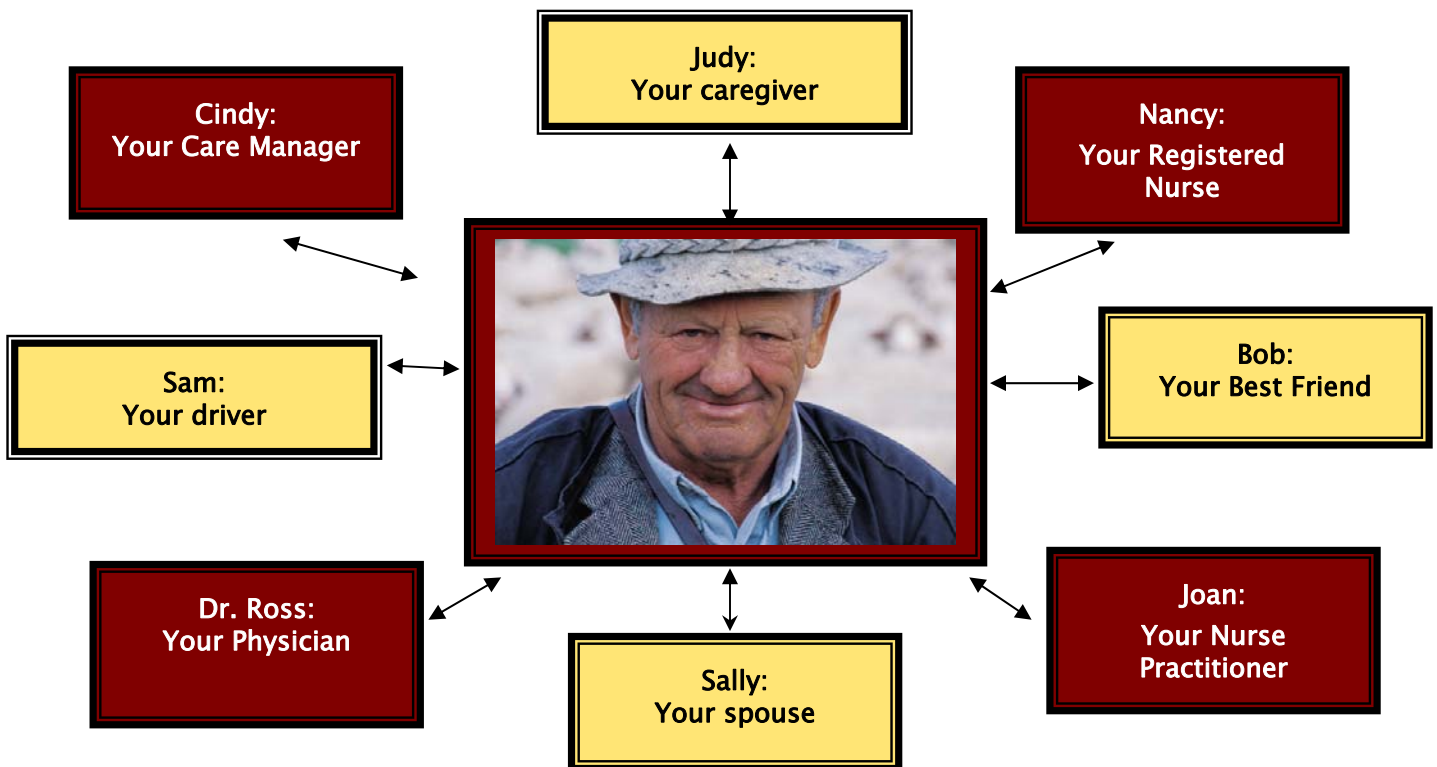 Judy:
Your caregiver
Cindy:
Your Care Manager
Nancy:
Your Registered
Nurse
Sam:
Your driver
Bob:
Your Best Friend
Dr. Ross:
Your Physician
Joan:
Your Nurse
Practitioner
Sally:
Your spouse